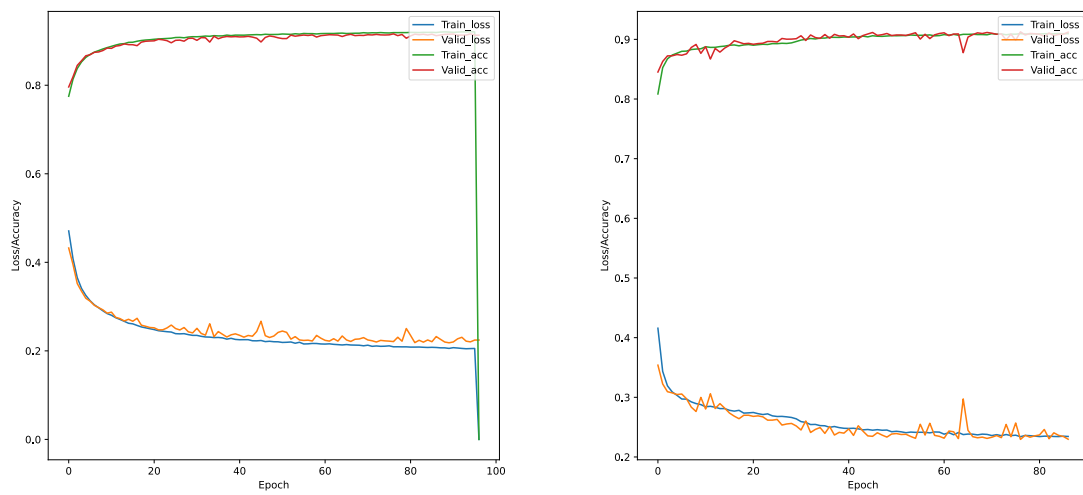 Train_loss
Valid_loss
Train_acc
Valid_acc
0.8
0.6
0.4
0.2
0.0
Loss/Accuracy
0
20
40
60
80
100
Epoch
Train_loss
Valid_loss
Train_acc
Valid_acc
0.9
0.8
0.7
0.6
0.5
0.4
0.3
0.2
Loss/Accuracy
0
20
40
60
80
Epoch